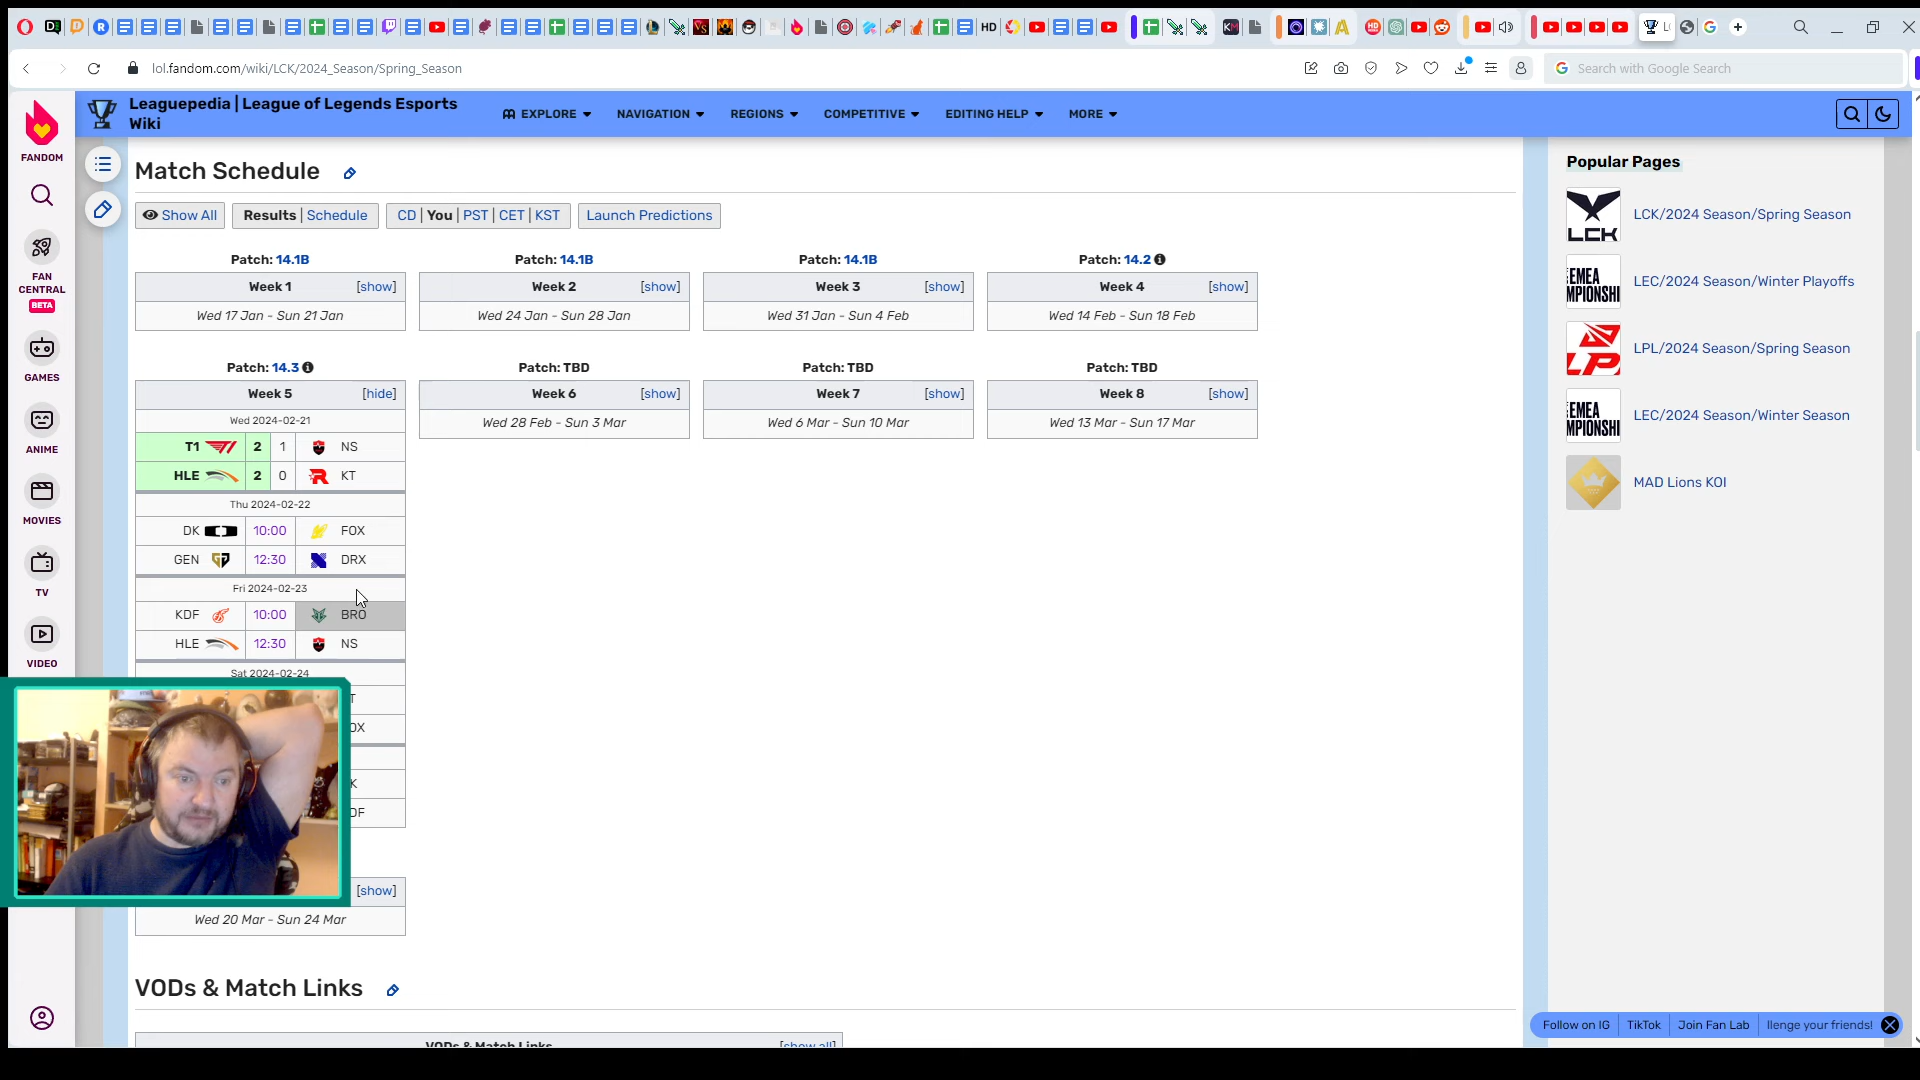 lol.fandom.com/wiki/LCK/2024_Season/Spring_Season
Search with Google Search
Leaguepedia | League of Legends Esports
Wiki
EXPLORE
NAVIGATION
REGIONS
COMPETITIVE
EDITING HELP
MORE
FANDOM
FAN
CENTRAL
BETA
GAMES
ANIME
MOVIES
TV
VIDEO
Match Schedule
Show All
Results | Schedule
CD | You | PST | CET | KST
Launch Predictions
Patch: 14.1B
Week 1 [show]
Wed 17 Jan - Sun 21 Jan
Patch: 14.1B
Week 2 [show]
Wed 24 Jan - Sun 28 Jan
Patch: 14.1B
Week 3 [show]
Wed 31 Jan - Sun 4 Feb
Patch: 14.2
Week 4 [show]
Wed 14 Feb - Sun 18 Feb
Patch: 14.3
Week 5 [hide]
Wed 2024-02-21
T1 2 1 NS
HLE 2 0 KT
Thu 2024-02-22
DK 10:00 FOX
GEN 12:30 DRX
Fri 2024-02-23
KDF 10:00 BRO
HLE 12:30 NS
Sat 2024-02-24
T
OX
K
DF
Patch: TBD
Week 6 [show]
Wed 28 Feb - Sun 3 Mar
Patch: TBD
Week 7 [show]
Wed 6 Mar - Sun 10 Mar
Patch: TBD
Week 8 [show]
Wed 13 Mar - Sun 17 Mar
[show]
Wed 20 Mar - Sun 24 Mar
VODs & Match Links
VODs & Match Links [show all]
Popular Pages
LCK
LCK/2024 Season/Spring Season
LEC/2024 Season/Winter Playoffs
LPL/2024 Season/Spring Season
LEC/2024 Season/Winter Season
MAD Lions KOI
Follow on IG
TikTok
Join Fan Lab
llenge your friends!